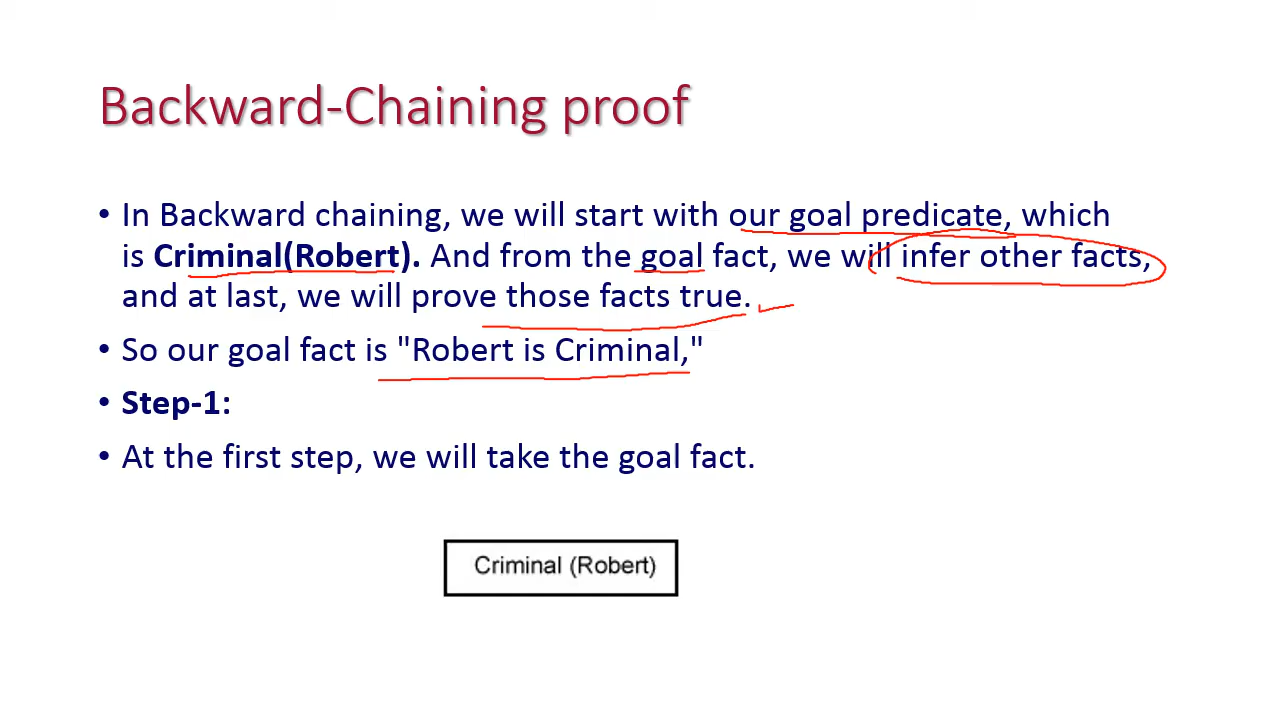 Backward-Chaining proof
• In Backward chaining, we will start with our goal predicate, which
is Criminal(Robert). And from the goal fact, we will infer other facts,
and at last, we will prove those facts true.
• So our goal fact is "Robert is Criminal,"
• Step-1:
• At the first step, we will take the goal fact.
Criminal (Robert)